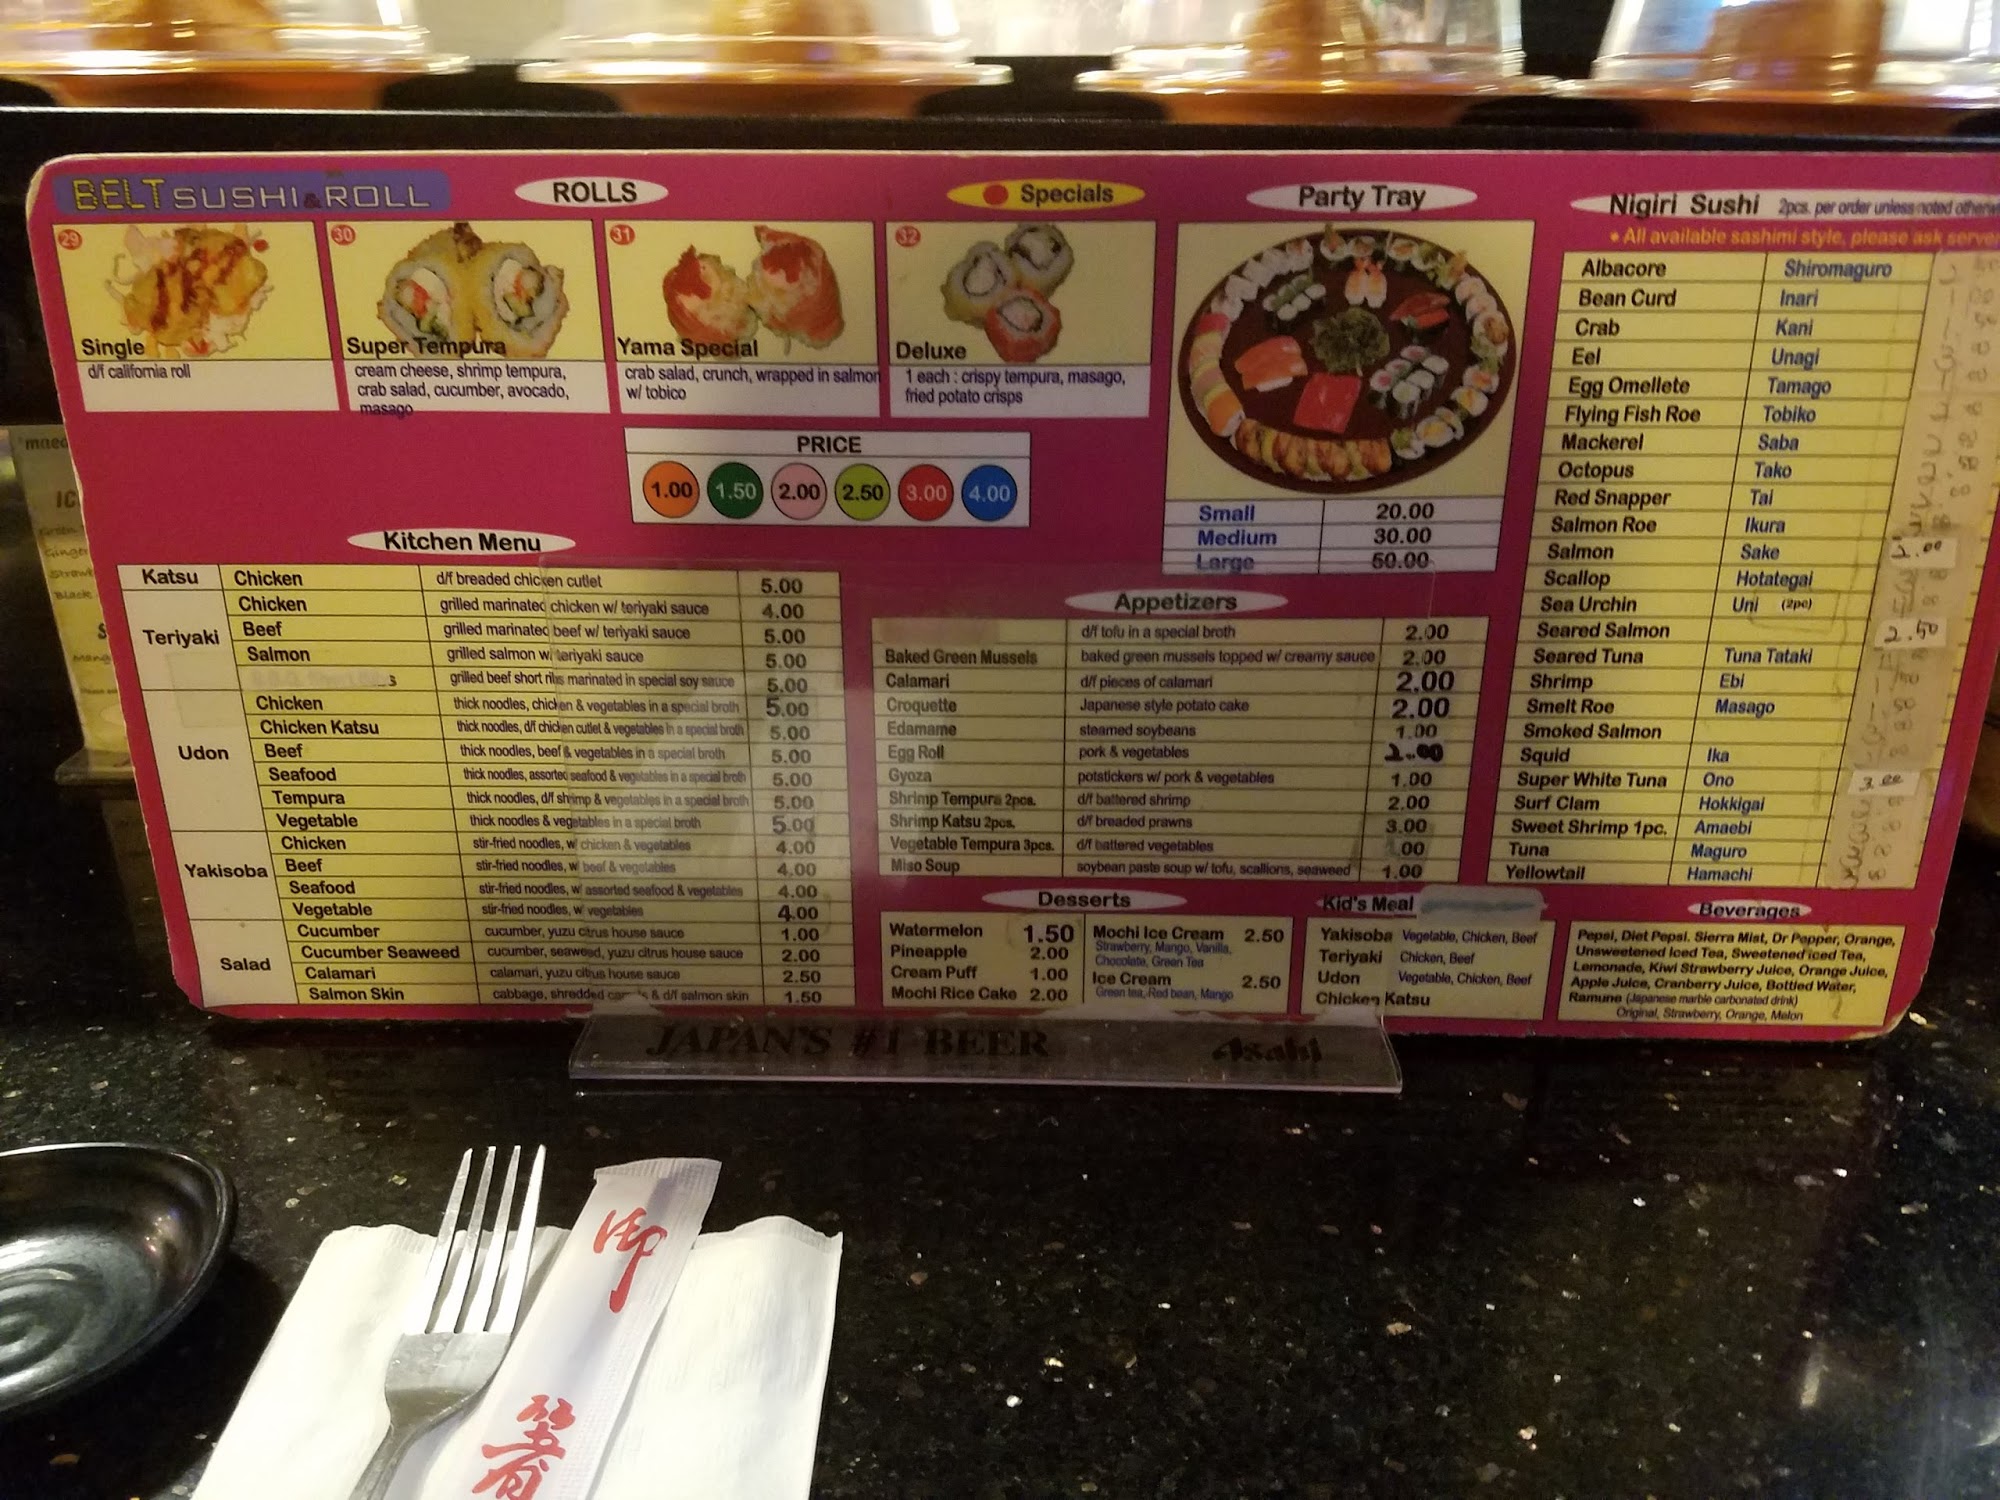 BELT SUSHI & ROLL
ROLLS
Specials
29
Single
d/f california roll
30
Super Tempura
cream cheese, shrimp tempura,
crab salad, cucumber, avocado,
masago
31
Yama Special
crab salad, crunch, wrapped in salmon
w/ tobico
32
Deluxe
1 each : crispy tempura, masago,
fried potato crisps
PRICE
1.00 1.50 2.00 2.50 3.00 4.00
Party Tray
Small 20.00
Medium 30.00
Large 50.00
Kitchen Menu
Katsu
Chicken d/f breaded chicken cutlet 5.00
Teriyaki
Chicken grilled marinated chicken w/ teriyaki sauce 4.00
Beef grilled marinated beef w/ teriyaki sauce 5.00
Salmon grilled salmon w/ teriyaki sauce 5.00
grilled beef short ribs marinated in special soy sauce 5.00
Udon
Chicken thick noodles, chicken & vegetables in a special broth 5.00
Chicken Katsu thick noodles, d/f chicken cutlet & vegetables in a special broth 5.00
Beef thick noodles, beef & vegetables in a special broth 5.00
Seafood thick noodles, assorted seafood & vegetables in a special broth 5.00
Tempura thick noodles, d/f shrimp & vegetables in a special broth 5.00
Vegetable thick noodles & vegetables in a special broth 5.00
Yakisoba
Chicken stir-fried noodles, w/ chicken & vegetables 4.00
Beef stir-fried noodles, w/ beef & vegetables 4.00
Seafood stir-fried noodles, w/ assorted seafood & vegetables 4.00
Vegetable stir-fried noodles, w/ vegetables 4.00
Salad
Cucumber cucumber, yuzu citrus house sauce 1.00
Cucumber Seaweed cucumber, seaweed, yuzu citrus house sauce 2.00
Calamari calamari, yuzu citrus house sauce 2.50
Salmon Skin cabbage, shredded carrots & d/f salmon skin 1.50
Appetizers
d/f tofu in a special broth 2.00
Baked Green Mussels baked green mussels topped w/ creamy sauce 2.00
Calamari d/f pieces of calamari 2.00
Croquette Japanese style potato cake 2.00
Edamame steamed soybeans 1.00
Egg Roll pork & vegetables 2.00
Gyoza potstickers w/ pork & vegetables 1.00
Shrimp Tempura 2pcs. d/f battered shrimp 2.00
Shrimp Katsu 2pcs. d/f breaded prawns 3.00
Vegetable Tempura 3pcs. d/f battered vegetables .00
Miso Soup soybean paste soup w/ tofu, scallions, seaweed 1.00
Desserts
Watermelon 1.50
Pineapple 2.00
Cream Puff 1.00
Mochi Rice Cake 2.00
Mochi Ice Cream 2.50
Strawberry, Mango, Vanilla,
Chocolate, Green Tea
Ice Cream 2.50
Green tea, Red bean, Mango
Kid's Meal
Yakisoba Vegetable, Chicken, Beef
Teriyaki Chicken, Beef
Udon Vegetable, Chicken, Beef
Chicken Katsu
Nigiri Sushi 2pcs. per order unless noted
• All available sashimi style, please ask server
Albacore Shiromaguro
Bean Curd Inari
Crab Kani
Eel Unagi
Egg Omellete Tamago
Flying Fish Roe Tobiko
Mackerel Saba
Octopus Tako
Red Snapper Tai
Salmon Roe Ikura
Salmon Sake 2.00
Scallop Hotategai
Sea Urchin Uni (2pc)
Seared Salmon 2.50
Seared Tuna Tuna Tataki
Shrimp Ebi
Smelt Roe Masago
Smoked Salmon
Squid Ika
Super White Tuna Ono 3.00
Surf Clam Hokkigai
Sweet Shrimp 1pc. Amaebi
Tuna Maguro
Yellowtail Hamachi
Beverages
Pepsi, Diet Pepsi. Sierra Mist, Dr Papper, Orange,
Unsweetened Iced Tea, Sweetened Iced Tea,
Lemonade, Kiwi Strawberry Juice, Orange Juice,
Apple Juice, Cranberry Juice, Bottled Water,
Ramune (Japanese marble carbonated drink)
Original, Strawberry, Orange, Melon
JAPAN'S #1 BEER
Asahi
御
箸